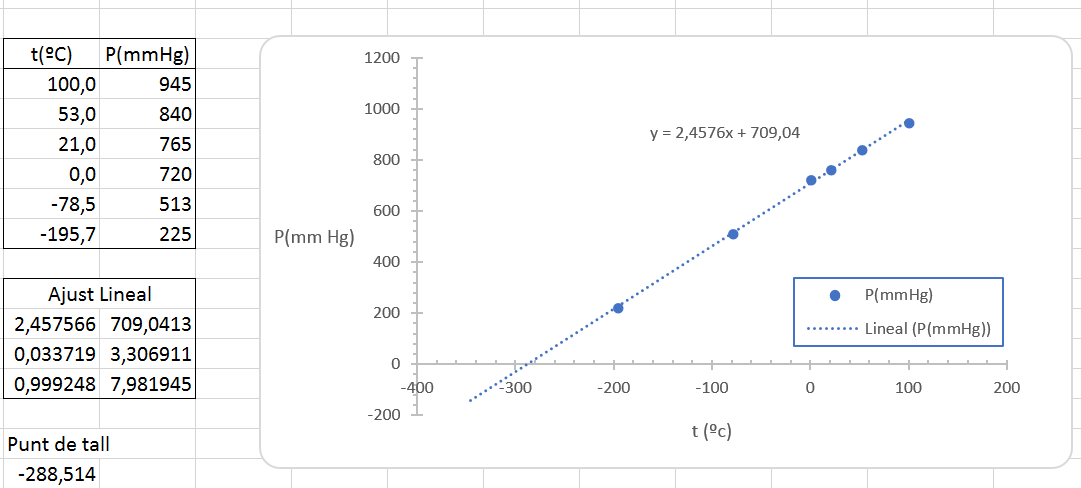 t(ºC) P(mmHg)
100,0 945
53,0 840
21,0 765
0,0 720
-78,5 513
-195,7 225
Ajust Lineal
2,457566 709,0413
0,033719 3,306911
0,999248 7,981945
Punt de tall
-288,514
1200
1000
800
600
400
200
0
-200
P(mm Hg)
y = 2,4576x + 709,04
P(mmHg)
Lineal (P(mmHg))
-400 -300 -200 -100 0 100 200
t (ºc)